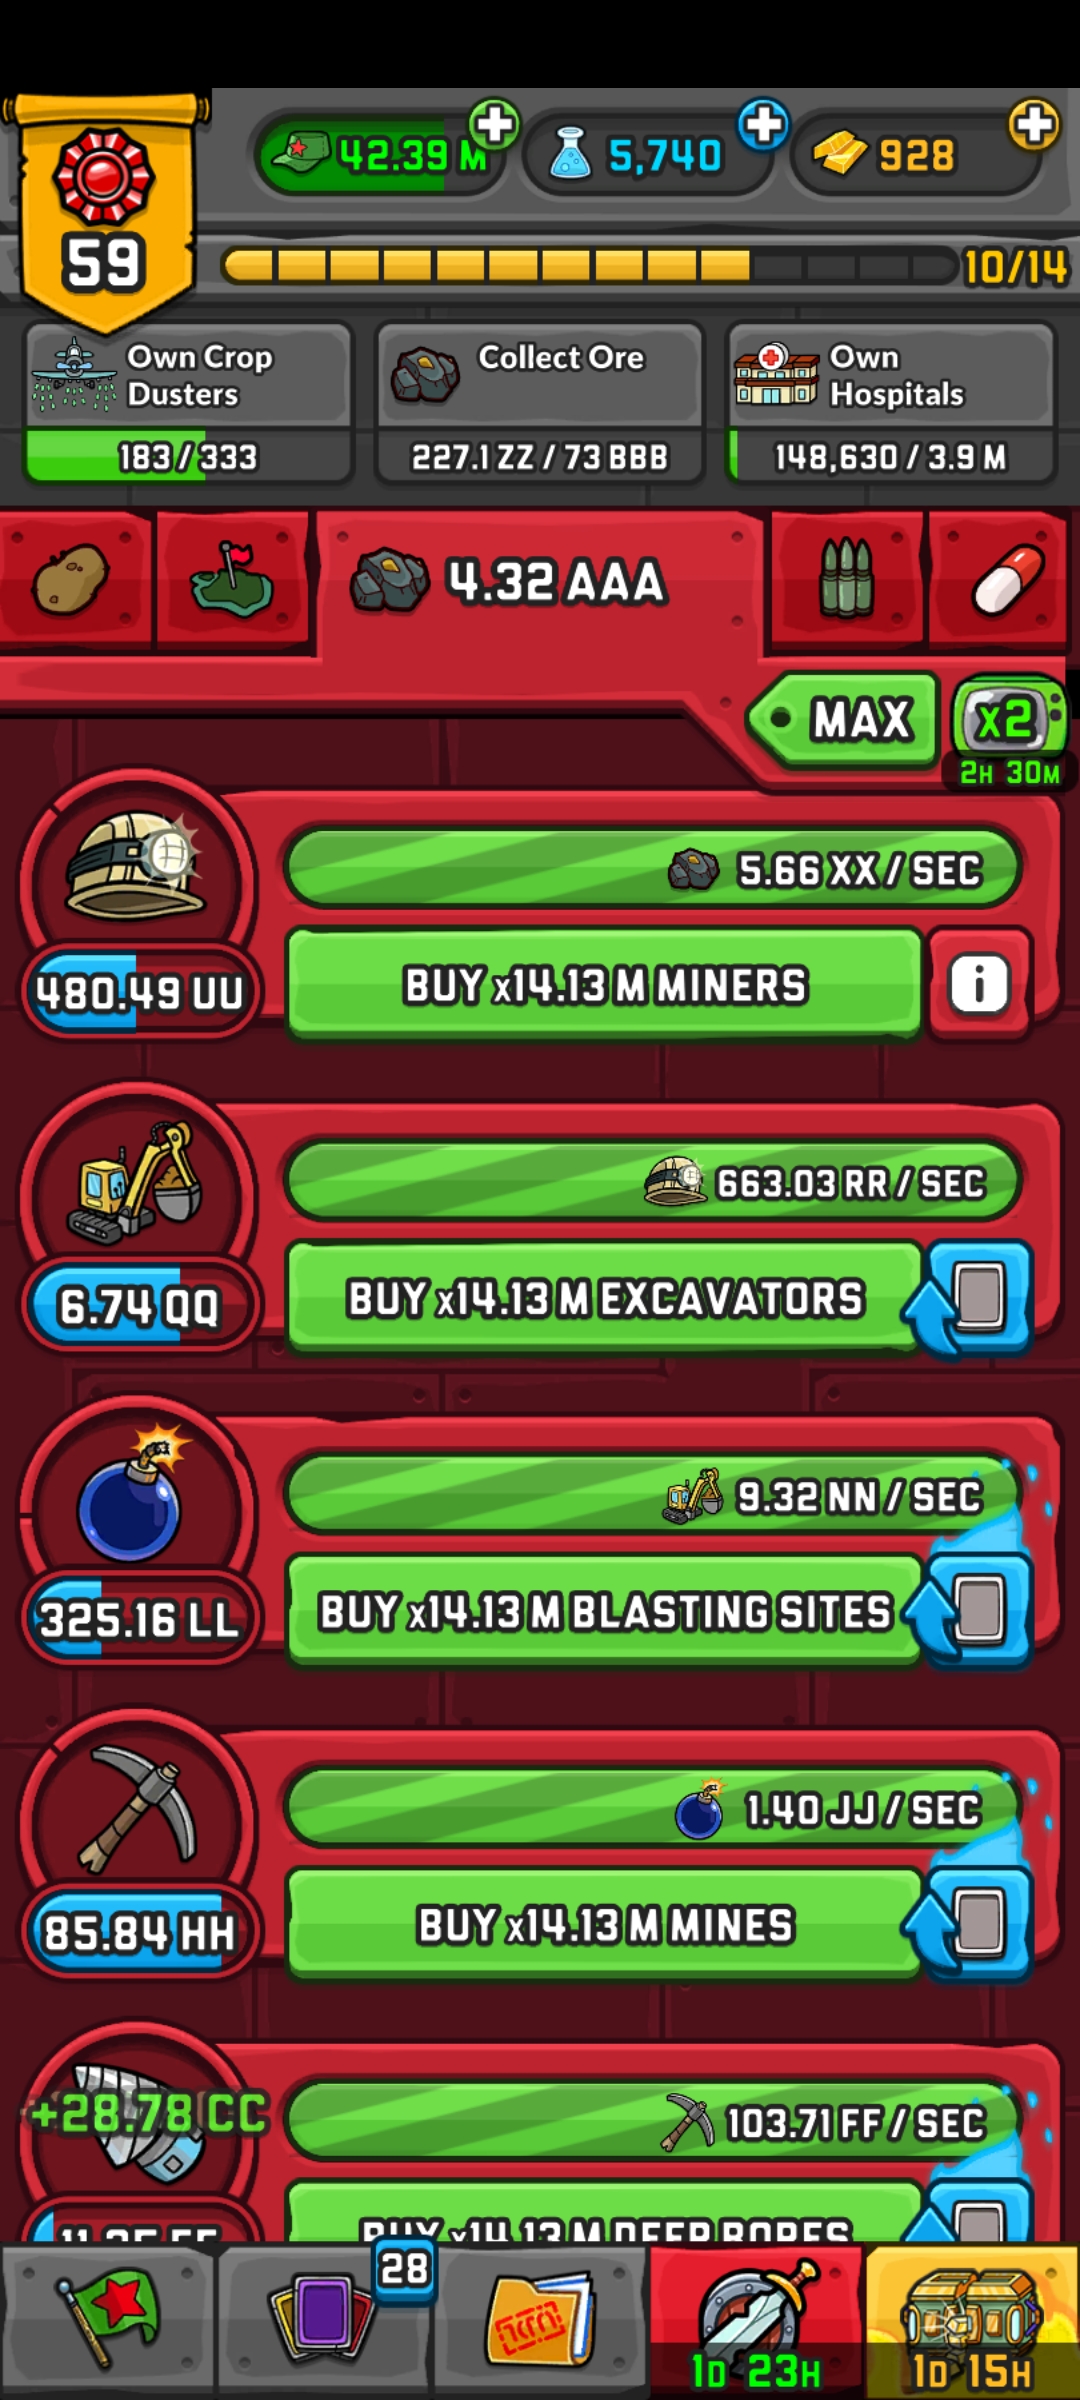 42.39 M
5,740
928
59
10/14
Own Crop
Dusters
183 / 333
Collect Ore
227.1 ZZ / 73 BBB
Own
Hospitals
148,630 / 3.9 M
4.32 AAA
MAX
x2
2H 30M
5.66 XX / SEC
480.49 UU
BUY x14.13 M MINERS
i
663.03 RR / SEC
6.74 QQ
BUY x14.13 M EXCAVATORS
9.32 NN / SEC
325.16 LL
BUY x14.13 M BLASTING SITES
1.40 JJ / SEC
85.84 HH
BUY x14.13 M MINES
+28.78 CC
103.71 FF / SEC
BUY x14.13 M DEEP BORES
28
1D 23H
1D 15H